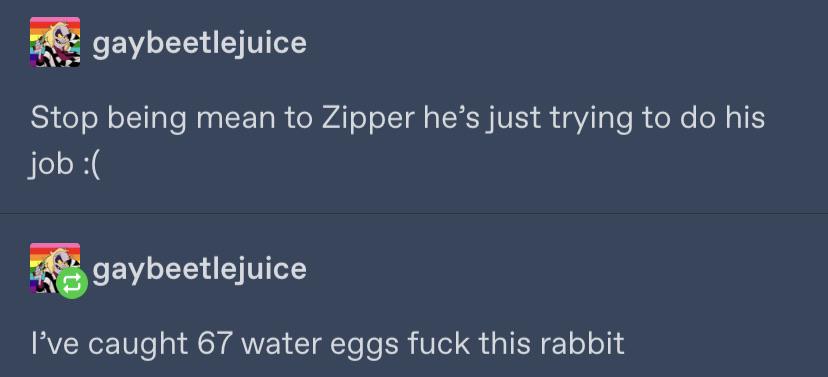 gaybeetlejuice
Stop being mean to Zipper he’s just trying to do his
job :(
gaybeetlejuice
I’ve caught 67 water eggs fuck this rabbit